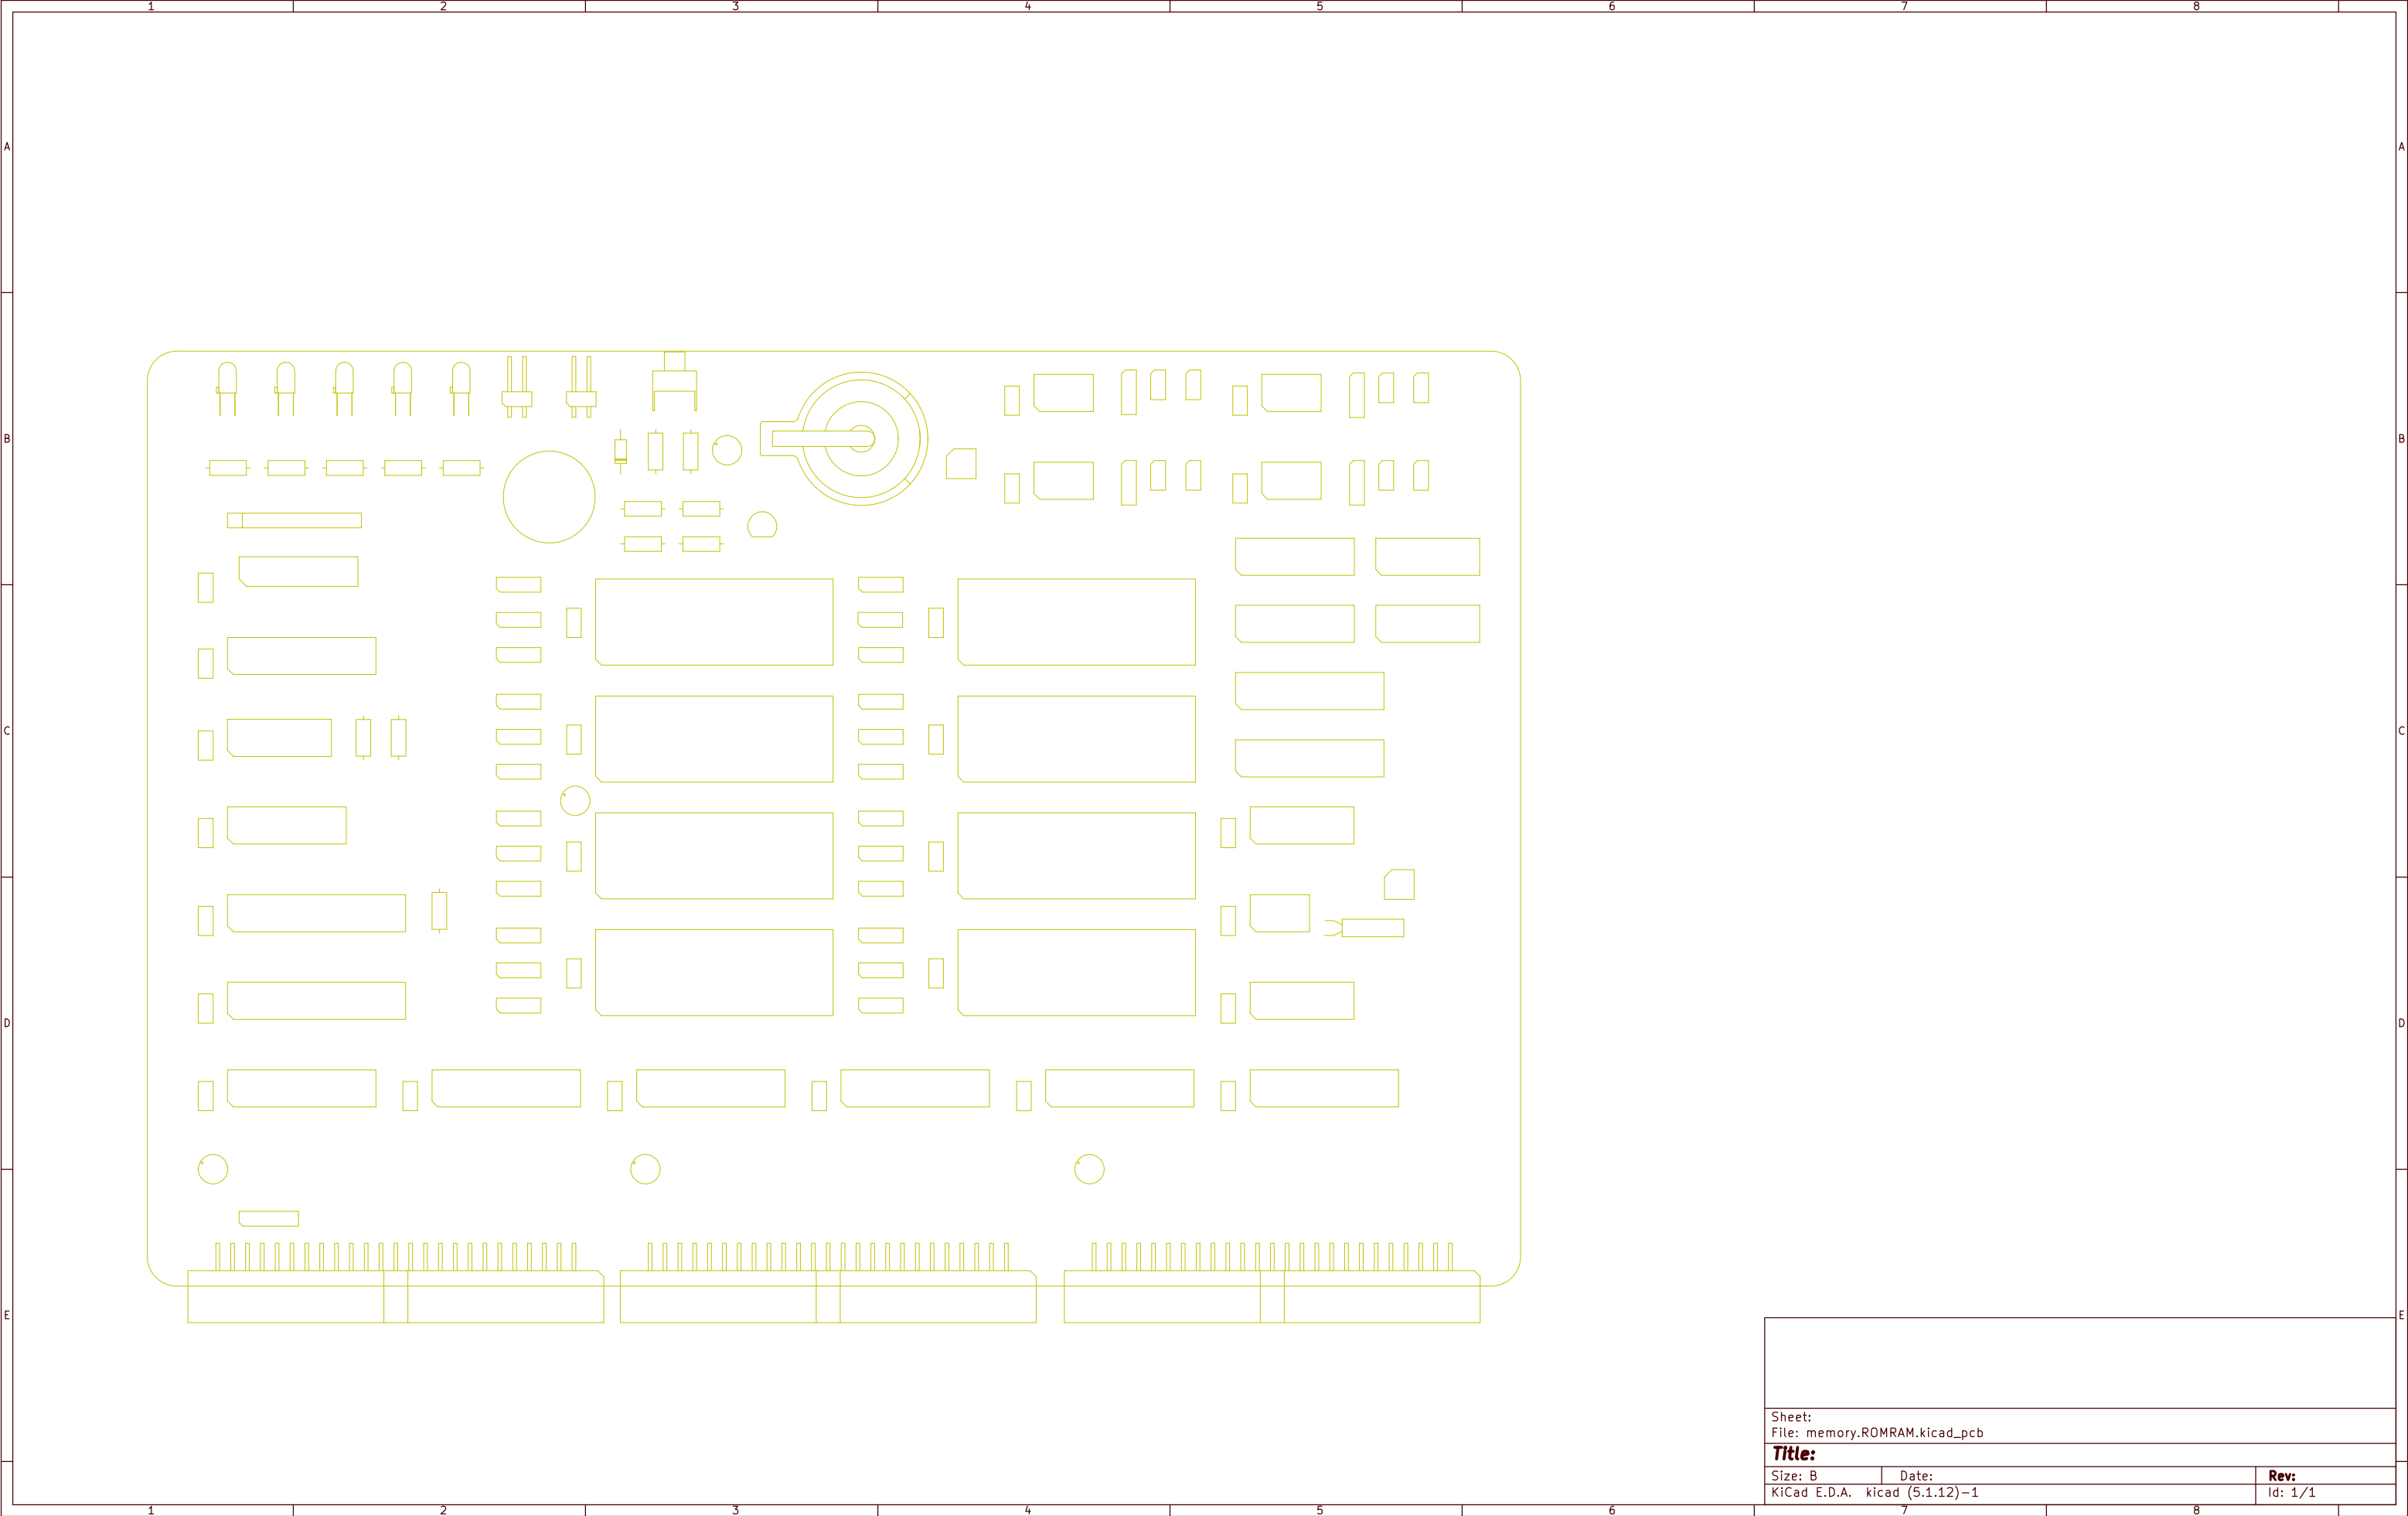 1 2 3 4 5 6 7 8
A A
B B
C C
D D
E E
Sheet:
File: memory.ROMRAM.kicad_pcb
Title:
Size: B Date: Rev:
KiCad E.D.A. kicad (5.1.12)-1 Id: 1/1
1 2 3 4 5 6 7 8